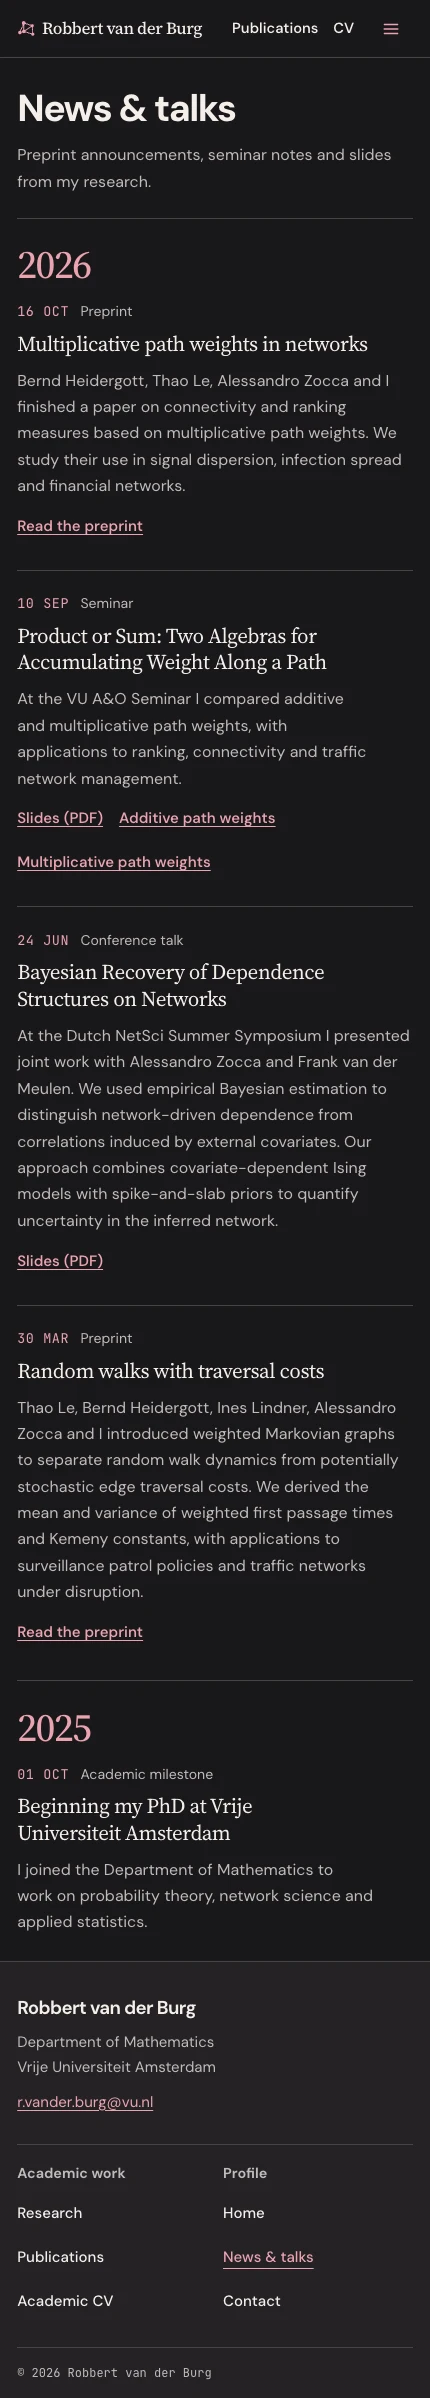 Robbert van der Burg Publications CV
News & talks
Preprint announcements, seminar notes and slides
from my research.
2026
16 OCT Preprint
Multiplicative path weights in networks
Bernd Heidergott, Thao Le, Alessandro Zocca and I
finished a paper on connectivity and ranking
measures based on multiplicative path weights. We
study their use in signal dispersion, infection spread
and financial networks.
Read the preprint
10 SEP Seminar
Product or Sum: Two Algebras for
Accumulating Weight Along a Path
At the VU A&O Seminar I compared additive
and multiplicative path weights, with
applications to ranking, connectivity and traffic
network management.
Slides (PDF) Additive path weights
Multiplicative path weights
24 JUN Conference talk
Bayesian Recovery of Dependence
Structures on Networks
At the Dutch NetSci Summer Symposium I presented
joint work with Alessandro Zocca and Frank van der
Meulen. We used empirical Bayesian estimation to
distinguish network-driven dependence from
correlations induced by external covariates. Our
approach combines covariate-dependent Ising
models with spike-and-slab priors to quantify
uncertainty in the inferred network.
Slides (PDF)
30 MAR Preprint
Random walks with traversal costs
Thao Le, Bernd Heidergott, Ines Lindner, Alessandro
Zocca and I introduced weighted Markovian graphs
to separate random walk dynamics from potentially
stochastic edge traversal costs. We derived the
mean and variance of weighted first passage times
and Kemeny constants, with applications to
surveillance patrol policies and traffic networks
under disruption.
Read the preprint
2025
01 OCT Academic milestone
Beginning my PhD at Vrije
Universiteit Amsterdam
I joined the Department of Mathematics to
work on probability theory, network science and
applied statistics.
Robbert van der Burg
Department of Mathematics
Vrije Universiteit Amsterdam
r.vander.burg@vu.nl
Academic work Profile
Research Home
Publications News & talks
Academic CV Contact
© 2026 Robbert van der Burg